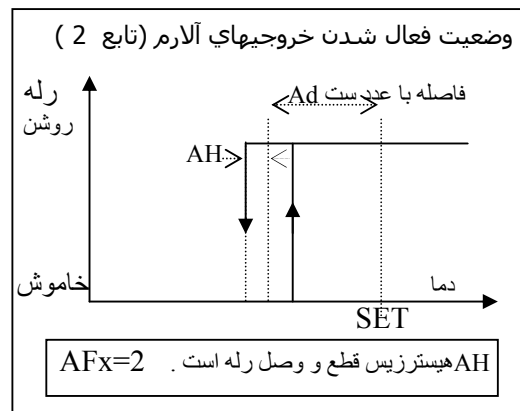 وضعيت فعال شدن خروجيهاي آلارم (تابع 2 )
رله
روشن
فاصله با عدد ست Ad
AH
خاموش
دما
SET
AHهيسترزيس قطع و وصل رله است . AFx=2